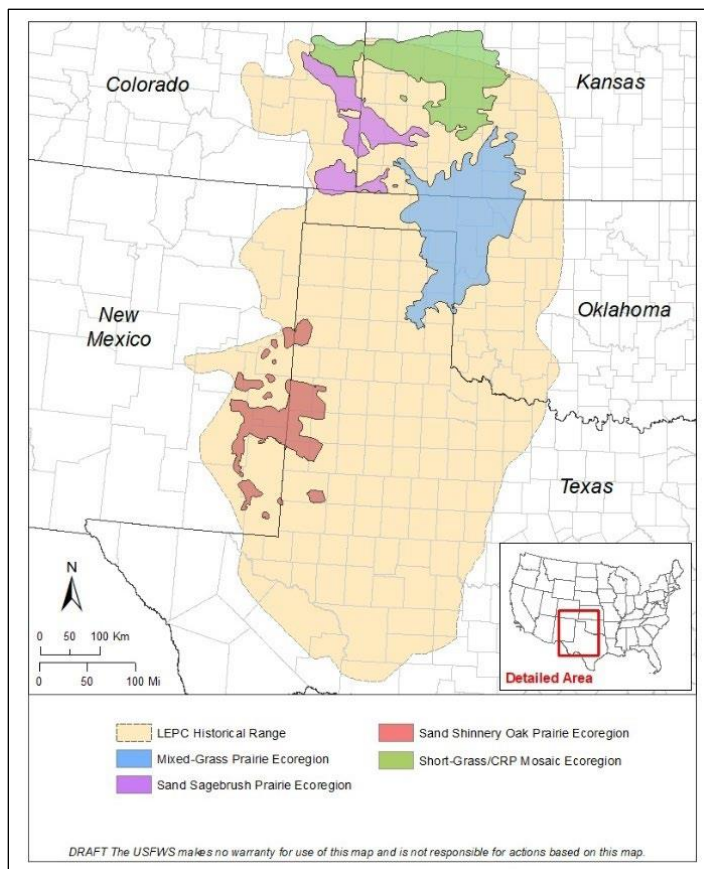 Colorado
Kansas
New
Mexico
Oklahoma
Texas
N
0 50 100 Km
0 50 100 Mi
Detailed Area
LEPC Historical Range
Mixed-Grass Prairie Ecoregion
Sand Sagebrush Prairie Ecoregion
Sand Shinnery Oak Prairie Ecoregion
Short-Grass/CRP Mosaic Ecoregion
DRAFT The USFWS makes no warranty for use of this map and is not responsible for actions based on this map.